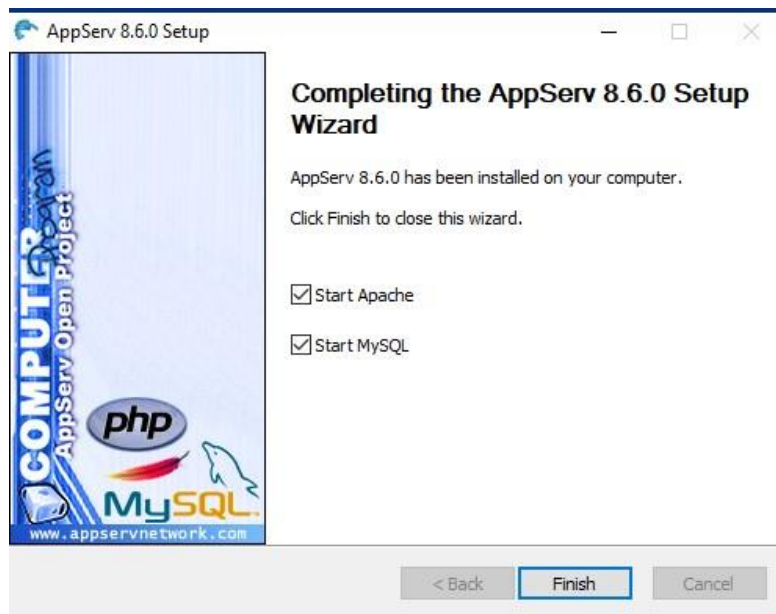 AppServ 8.6.0 Setup
Completing the AppServ 8.6.0 Setup
Wizard
AppServ 8.6.0 has been installed on your computer.
Click Finish to close this wizard.
Start Apache
Start MySQL
COMPUTER
Program
AppServ Open Project
php
MySQL
www.appservnetwork.com
< Back
Finish
Cancel